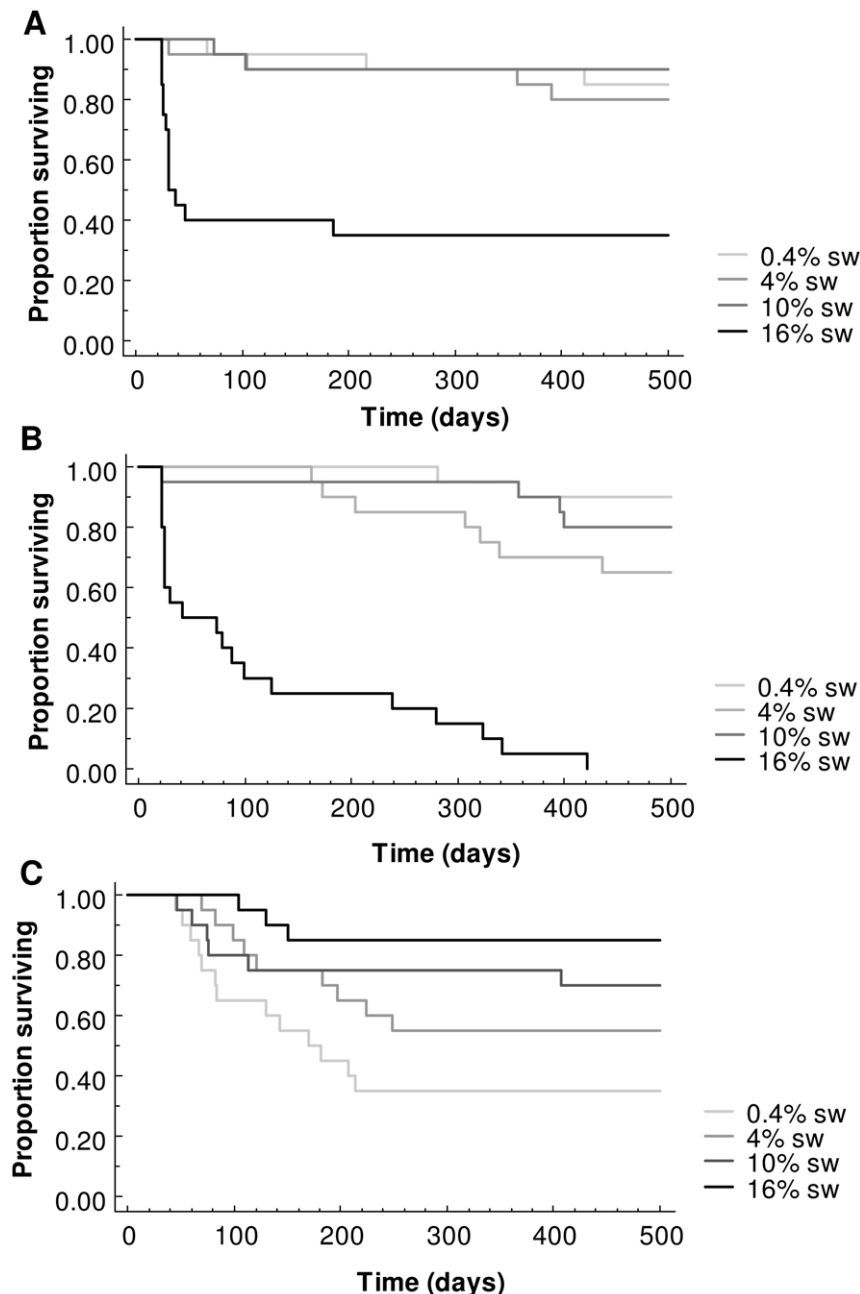 A
1.00
0.80
0.60
0.40
0.20
0.00
Proportion surviving
0 100 200 300 400 500
Time (days)
0.4% sw
4% sw
10% sw
16% sw
B
1.00
0.80
0.60
0.40
0.20
0.00
Proportion surviving
0 100 200 300 400 500
Time (days)
0.4% sw
4% sw
10% sw
16% sw
C
1.00
0.80
0.60
0.40
0.20
0.00
Proportion surviving
0 100 200 300 400 500
Time (days)
0.4% sw
4% sw
10% sw
16% sw